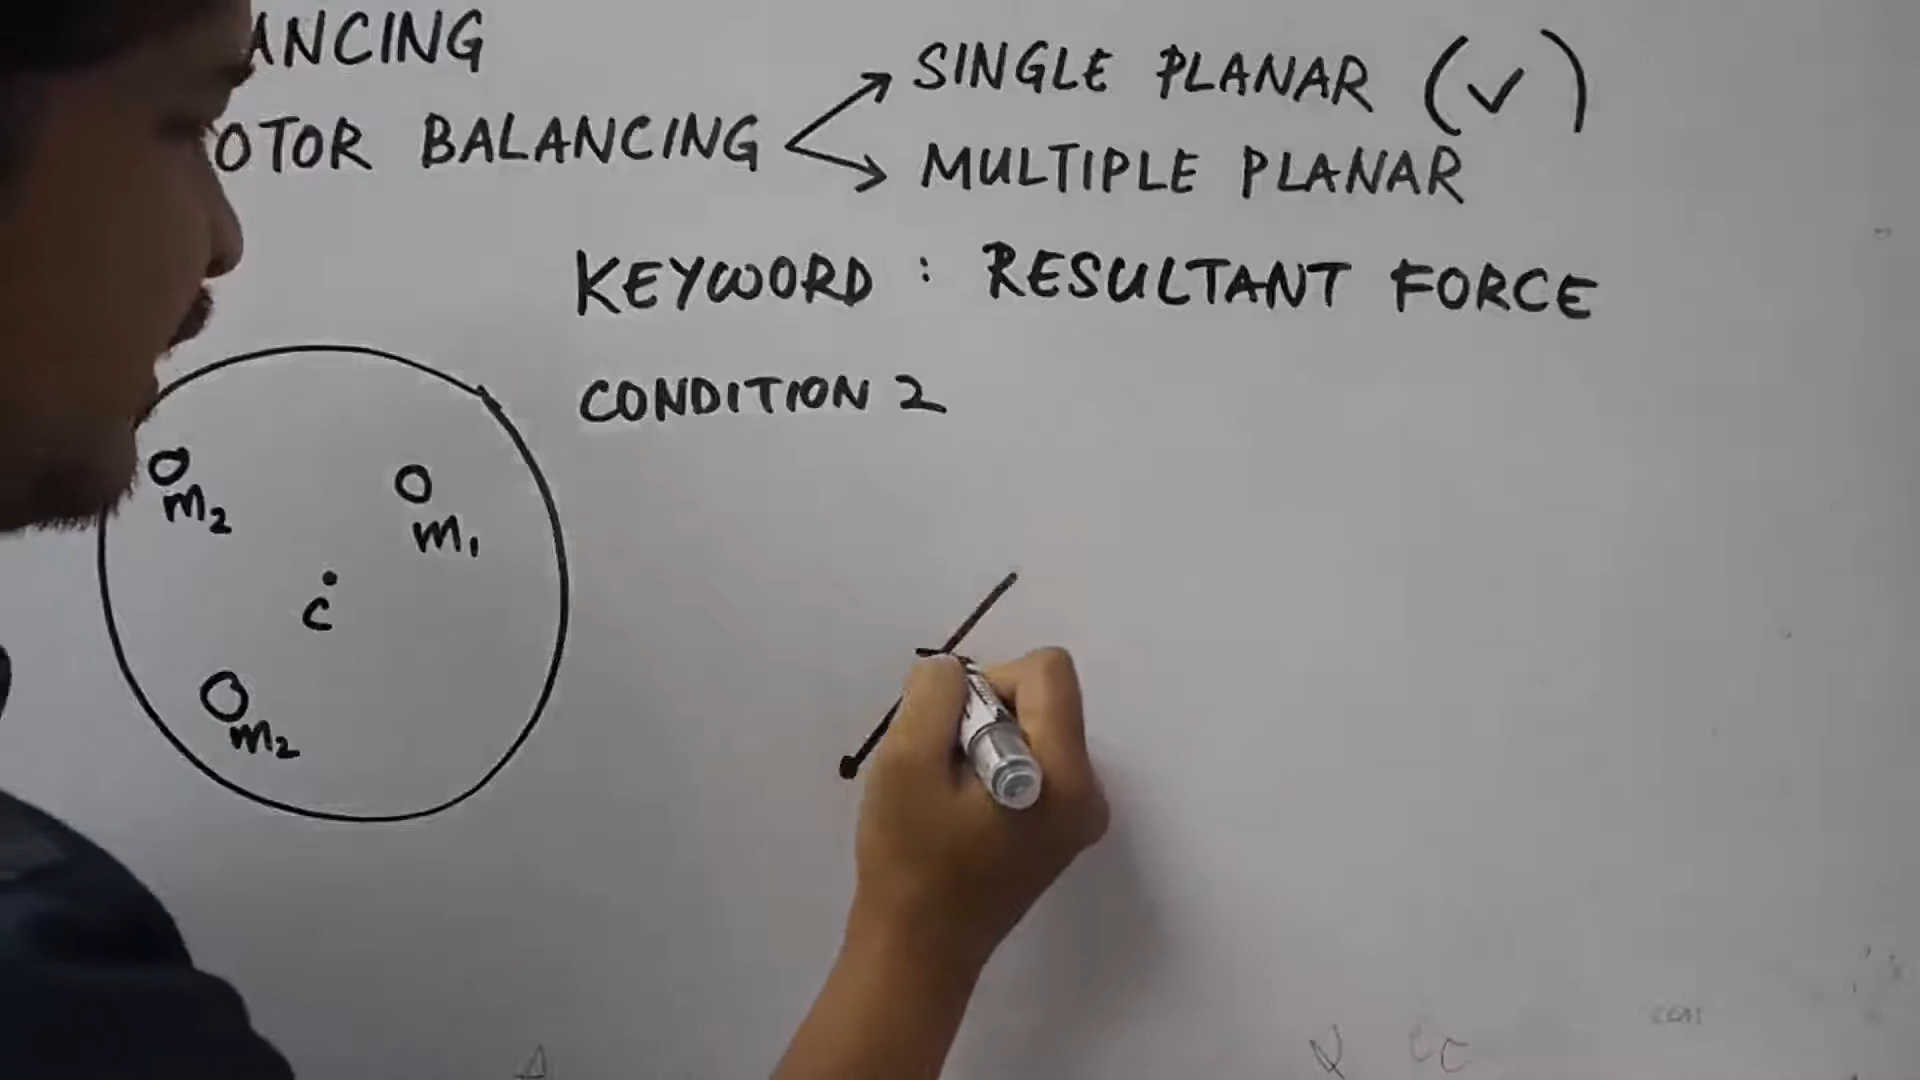 ANCING
OTOR BALANCING
SINGLE PLANAR (✓)
MULTIPLE PLANAR
KEYWORD : RESULTANT FORCE
CONDITION 2
m2
m1
c
m2